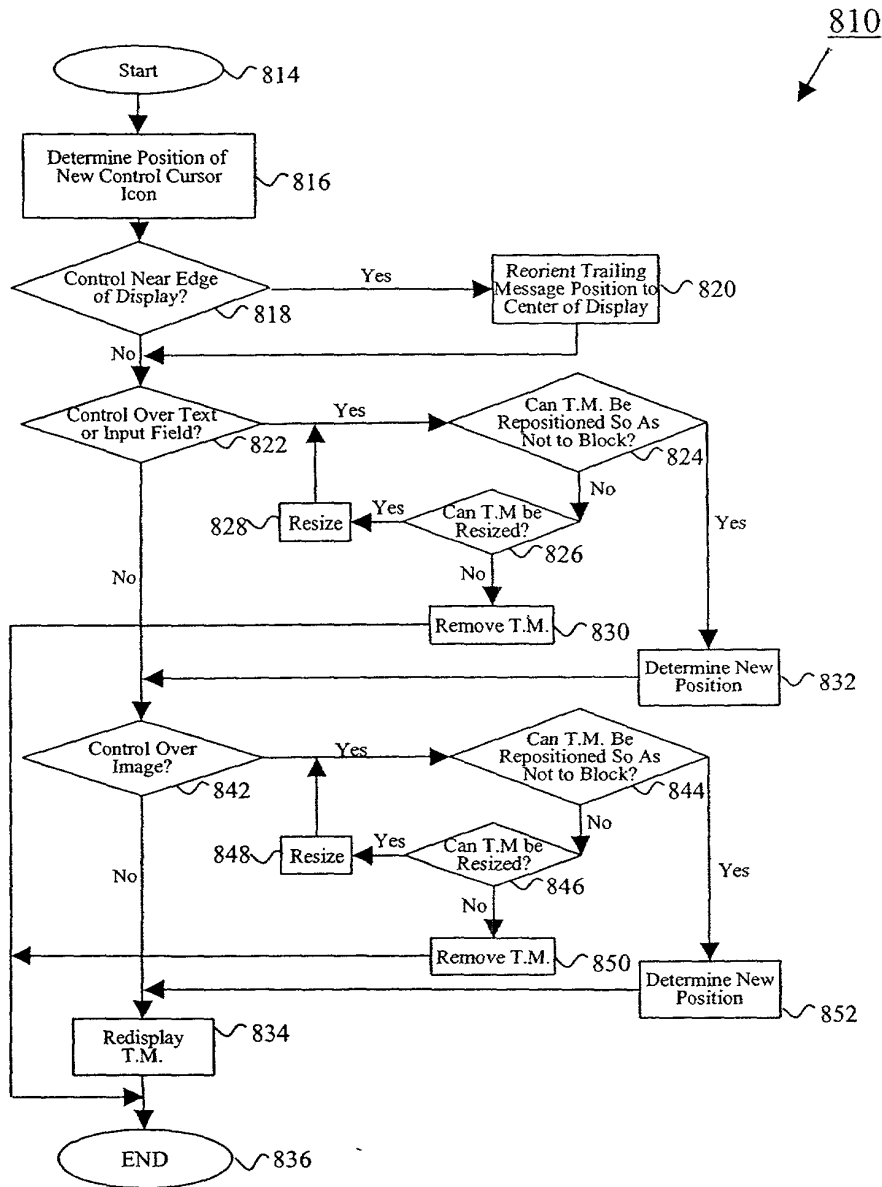 810
Start
814
Determine Position of
New Control Cursor
Icon
816
Control Near Edge
of Display?
818
Yes
Reorient Trailing
Message Position to
Center of Display
820
No
Control Over Text
or Input Field?
822
Yes
Can T.M. Be
Repositioned So As
Not to Block?
824
No
Yes
828
Resize
Yes
Can T.M be
Resized?
826
No
No
Remove T.M.
830
Determine New
Position
832
Control Over
Image?
842
Yes
Can T.M. Be
Repositioned So As
Not to Block?
844
No
Yes
848
Resize
Yes
Can T.M be
Resized?
846
No
No
Remove T.M.
850
Determine New
Position
852
Redisplay
T.M.
834
END
836